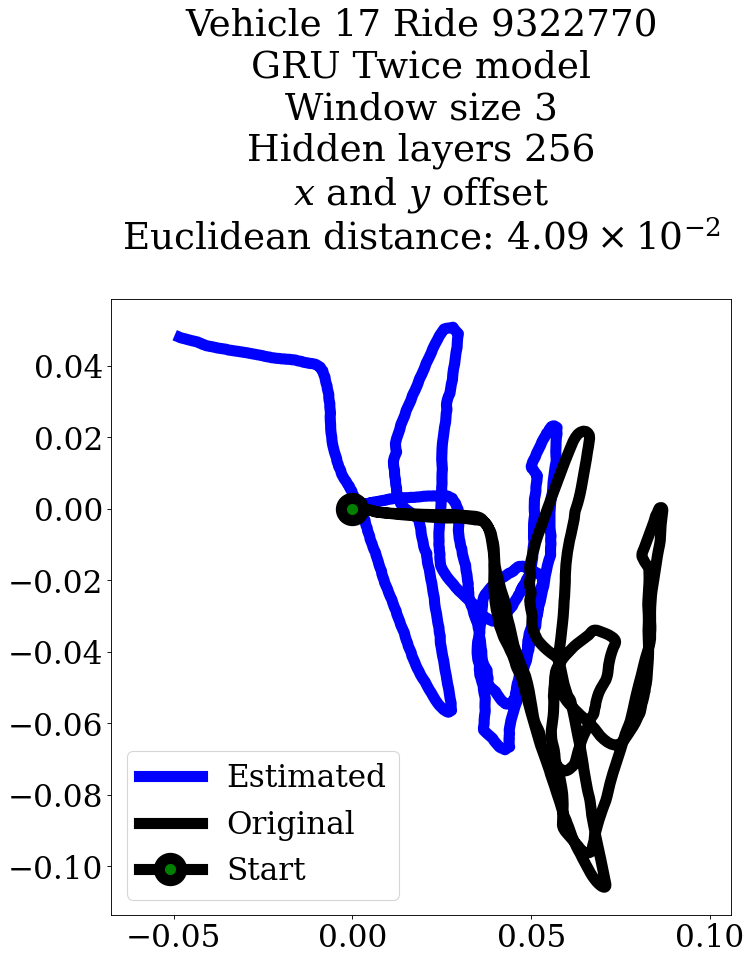 Vehicle 17 Ride 9322770
GRU Twice model
Window size 3
Hidden layers 256
x and y offset
Euclidean distance: 4.09 × 10⁻²
0.04
0.02
0.00
−0.02
−0.04
−0.06
−0.08
−0.10
Estimated
Original
Start
−0.05 0.00 0.05 0.10